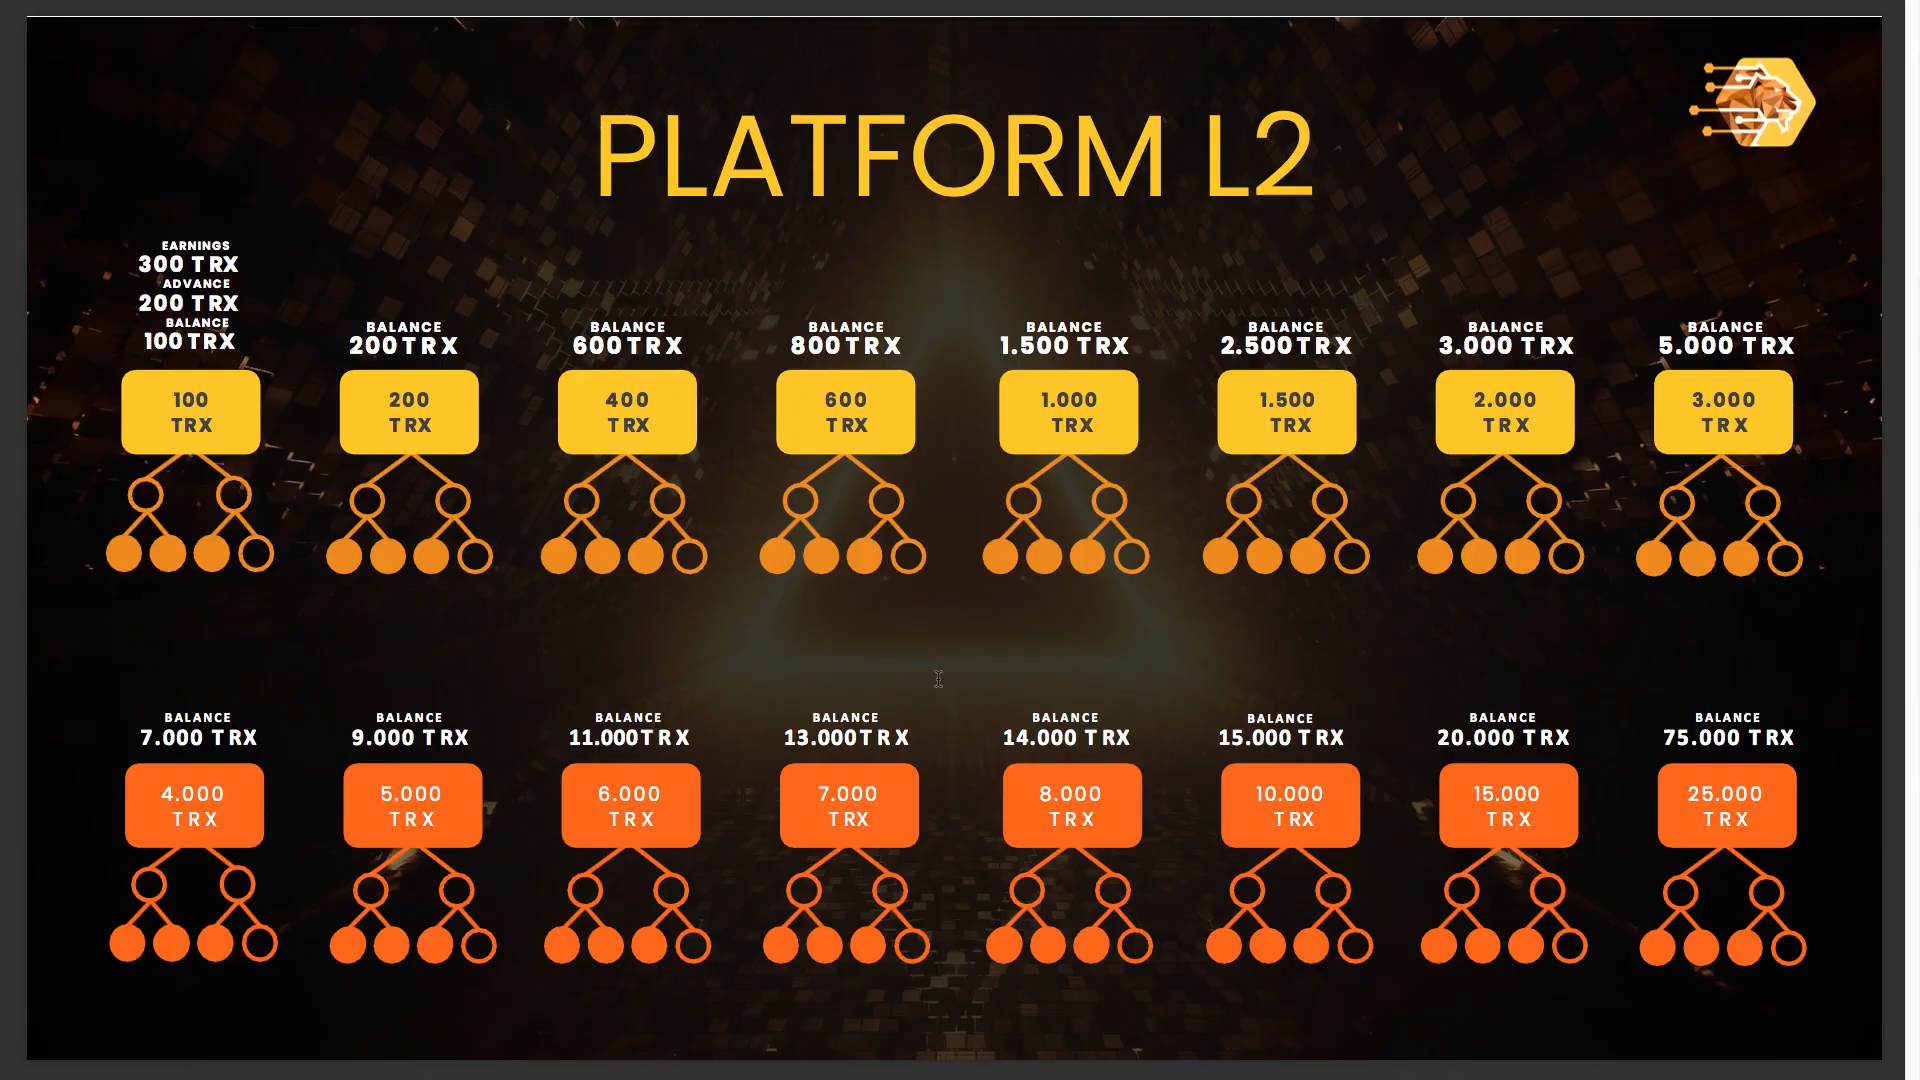 PLATFORM L2
EARNINGS
300 TRX
ADVANCE
200 TRX
BALANCE
100 TRX
BALANCE
200 TRX
BALANCE
600 TRX
BALANCE
800 TRX
BALANCE
1.500 TRX
BALANCE
2.500 TRX
BALANCE
3.000 TRX
BALANCE
5.000 TRX
100
TRX
200
TRX
400
TRX
600
TRX
1.000
TRX
1.500
TRX
2.000
TRX
3.000
TRX
BALANCE
7.000 TRX
BALANCE
9.000 TRX
BALANCE
11.000 TRX
BALANCE
13.000 TRX
BALANCE
14.000 TRX
BALANCE
15.000 TRX
BALANCE
20.000 TRX
BALANCE
75.000 TRX
4.000
TRX
5.000
TRX
6.000
TRX
7.000
TRX
8.000
TRX
10.000
TRX
15.000
TRX
25.000
TRX